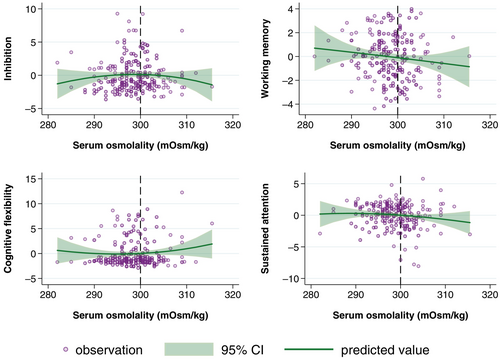 Inhibition
10
5
0
−5
280 290 300 310 320
Serum osmolality (mOsm/kg)
Working memory
4
2
0
−2
−4
280 290 300 310 320
Serum osmolality (mOsm/kg)
Cognitive flexibility
15
10
5
0
−5
280 290 300 310 320
Serum osmolality (mOsm/kg)
Sustained attention
5
0
−5
−10
280 290 300 310 320
Serum osmolality (mOsm/kg)
observation 95% CI predicted value